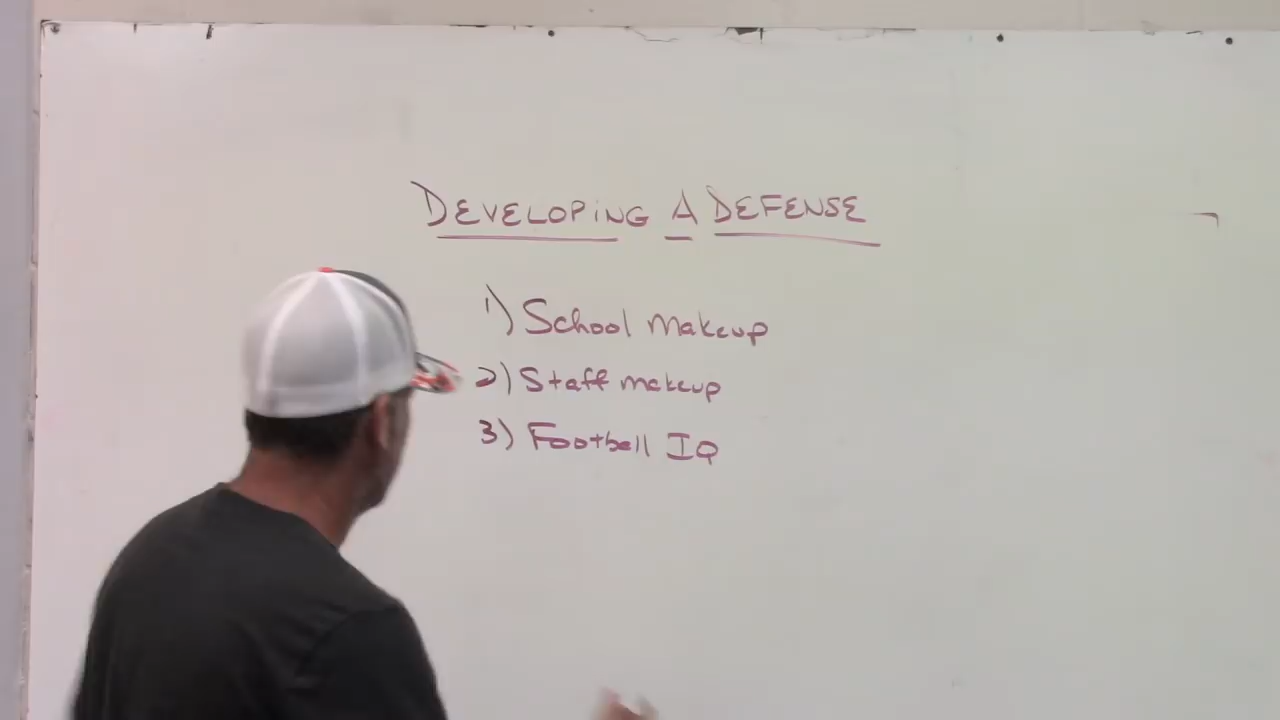 DEVELOPING A DEFENSE
1) School Makeup
2) Staff makeup
3) Football IQ